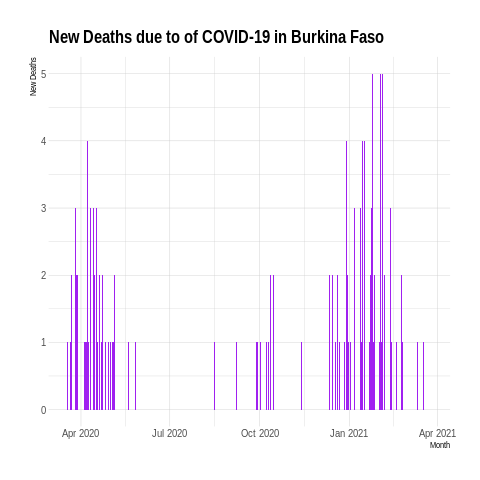 New Deaths due to of COVID-19 in Burkina Faso
New Deaths
5
4
3
2
1
0
Apr 2020 Jul 2020 Oct 2020 Jan 2021 Apr 2021
Month